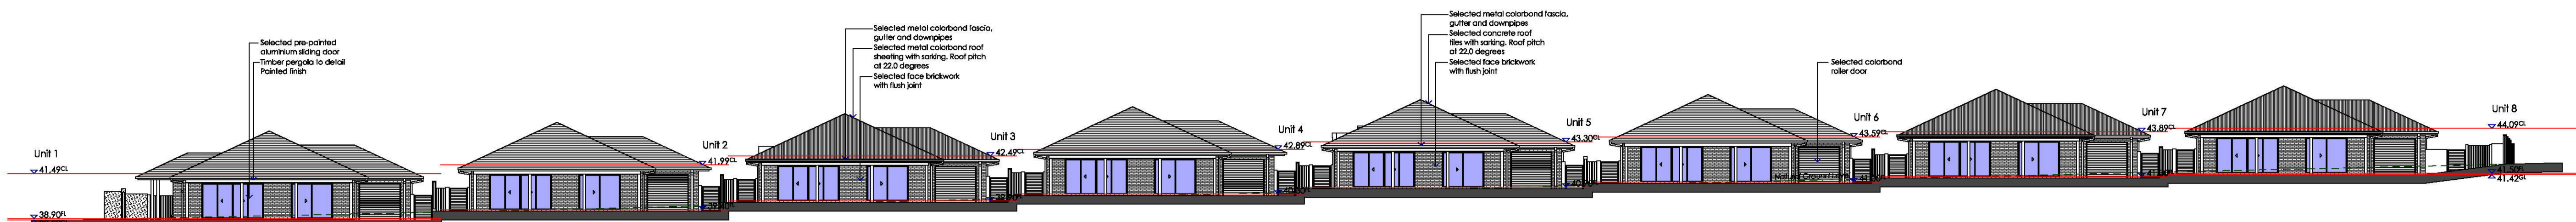 Selected pre-painted
aluminium sliding door
Timber pergola to detail
Painted finish
Selected metal colorbond fascia,
gutter and downpipes
Selected metal colorbond roof
sheeting with sarking. Roof pitch
at 22.0 degrees
Selected face brickwork
with flush joint
Selected metal colorbond fascia,
gutter and downpipes
Selected concrete roof
tiles with sarking. Roof pitch
at 22.0 degrees
Selected face brickwork
with flush joint
Selected colorbond
roller door
Unit 1
41.49CL
38.90FL
Unit 2
41.99CL
Unit 3
42.49CL
Unit 4
42.89CL
Unit 5
43.30CL
Unit 6
43.59CL
Unit 7
43.89CL
Unit 8
44.09CL
Natural Ground
41.42GL